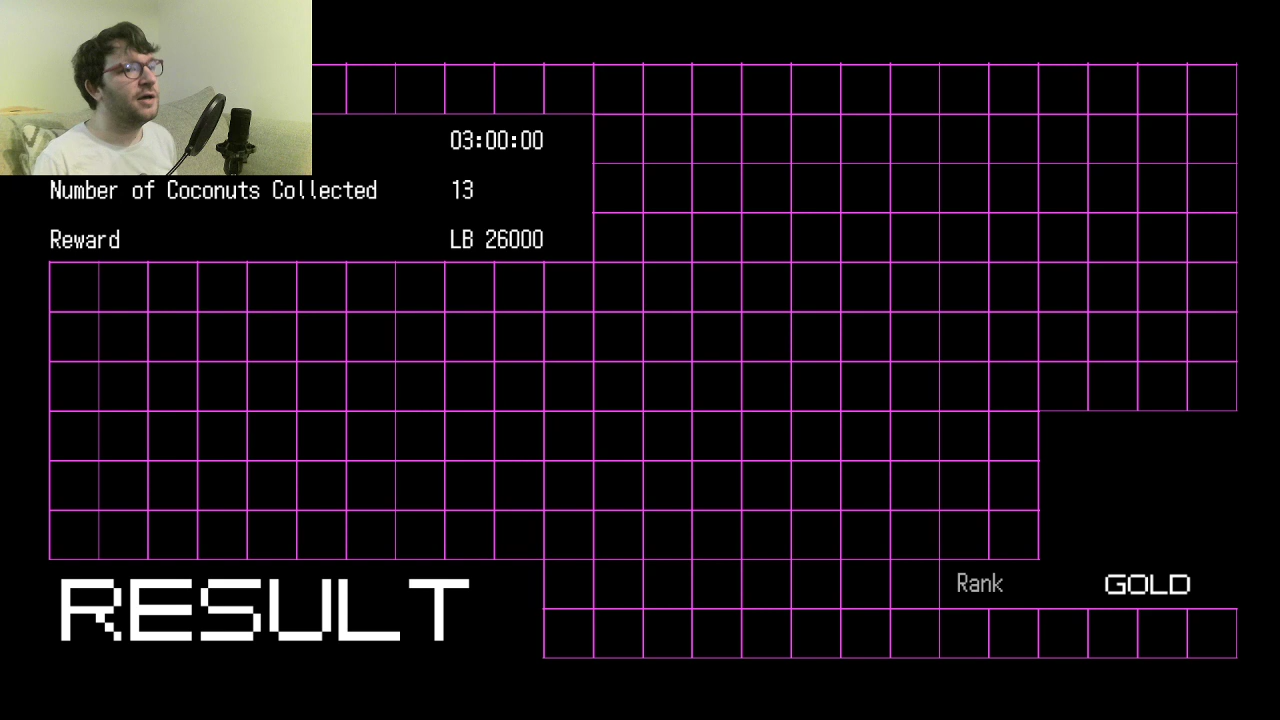 03:00:00
Number of Coconuts Collected 13
Reward LB 26000
Rank GOLD
RESULT